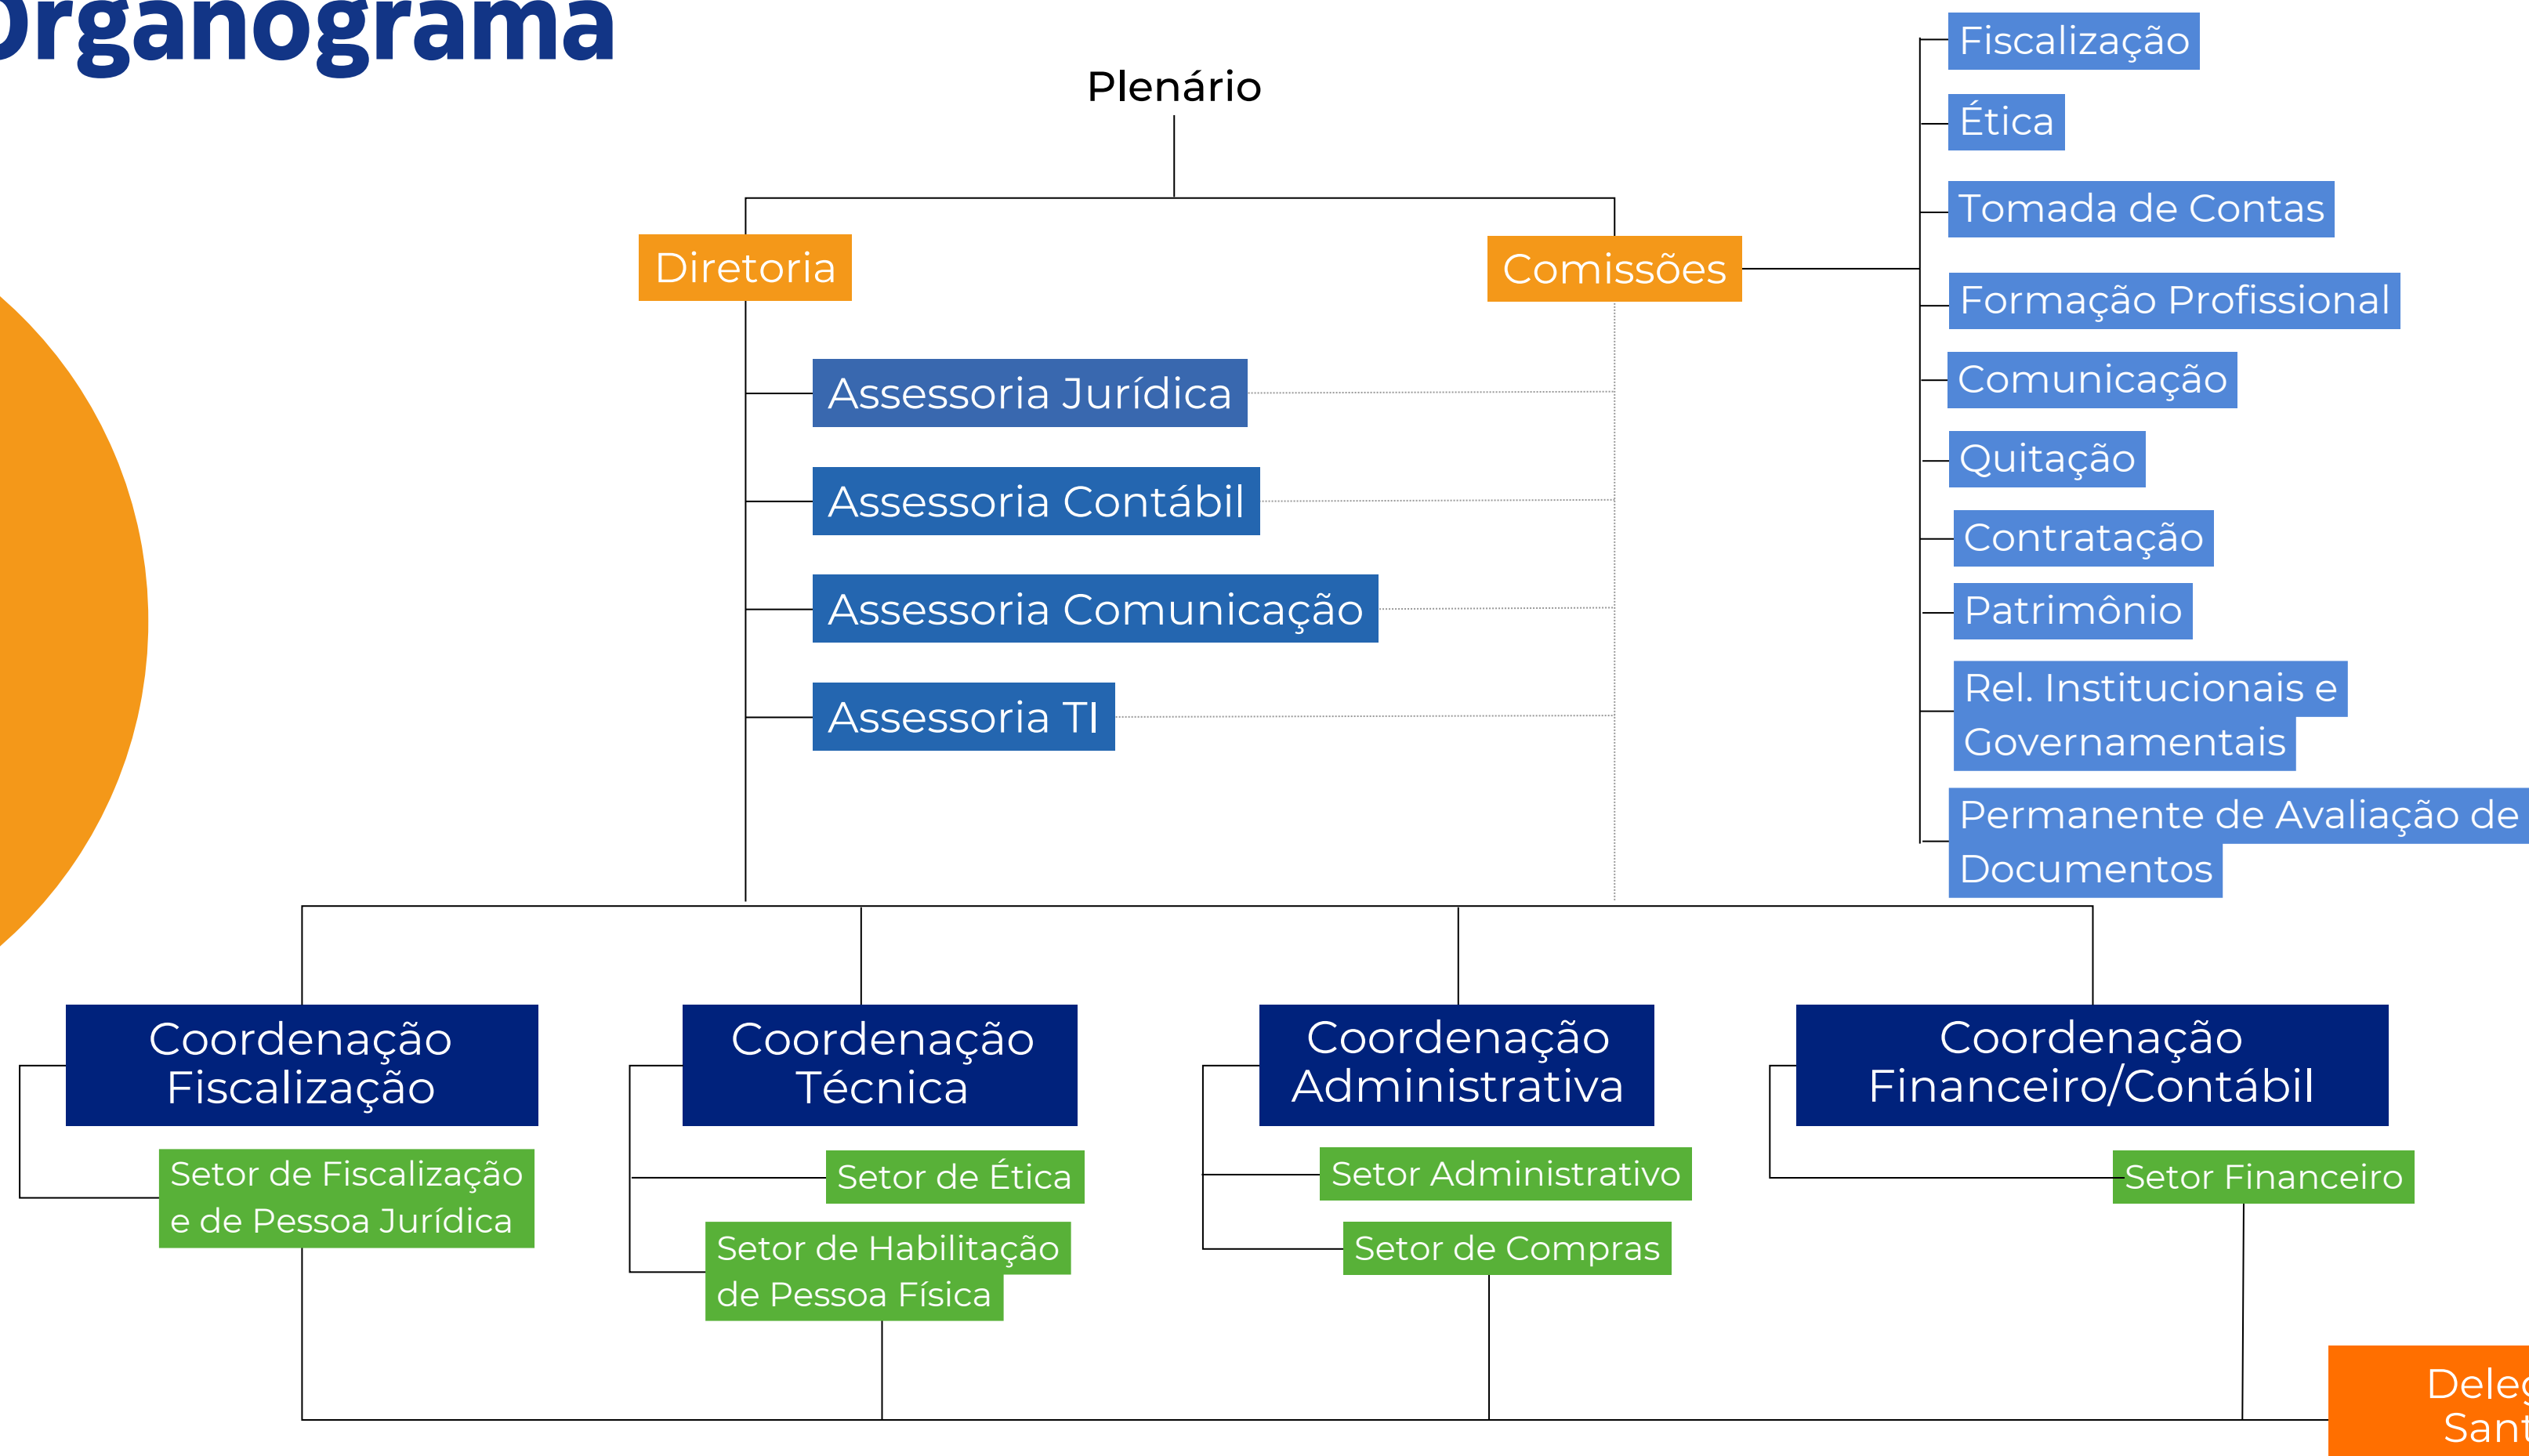 Organograma
Plenário
Diretoria
Comissões
Assessoria Jurídica
Assessoria Contábil
Assessoria Comunicação
Assessoria TI
Fiscalização
Ética
Tomada de Contas
Formação Profissional
Comunicação
Quitação
Contratação
Patrimônio
Rel. Institucionais e
Governamentais
Permanente de Avaliação de
Documentos
Coordenação
Fiscalização
Setor de Fiscalização
e de Pessoa Jurídica
Coordenação
Técnica
Setor de Ética
Setor de Habilitação
de Pessoa Física
Coordenação
Administrativa
Setor Administrativo
Setor de Compras
Coordenação
Financeiro/Contábil
Setor Financeiro